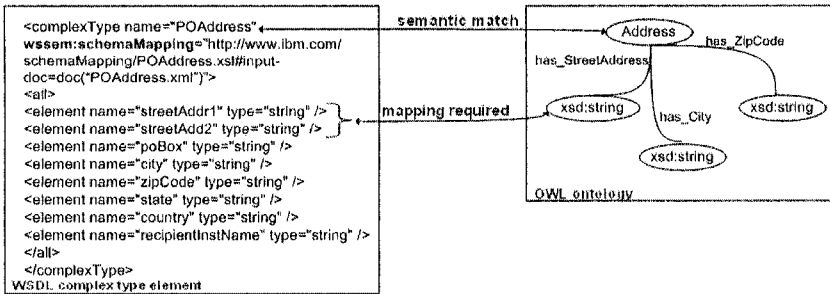 <complexType name="POAddress"
wssem:schemaMapping="http://www.ibm.com/
schemaMapping/POAddress.xsl#input-
doc=doc("POAddress.xml")">
<all>
<element name="streetAddr1" type="string" />
<element name="streetAdd2" type="string" />
<element name="poBox" type="string" />
<element name="city" type="string" />
<element name="zipCode" type="string" />
<element name="state" type="string" />
<element name="country" type="string" />
<element name="recipientInstName" type="string" />
</all>
</complexType>
WSDL complex type element
semantic match
mapping required
Address
has_StreetAddress
has_ZipCode
has_City
xsd:string
xsd:string
xsd:string
OWL ontology